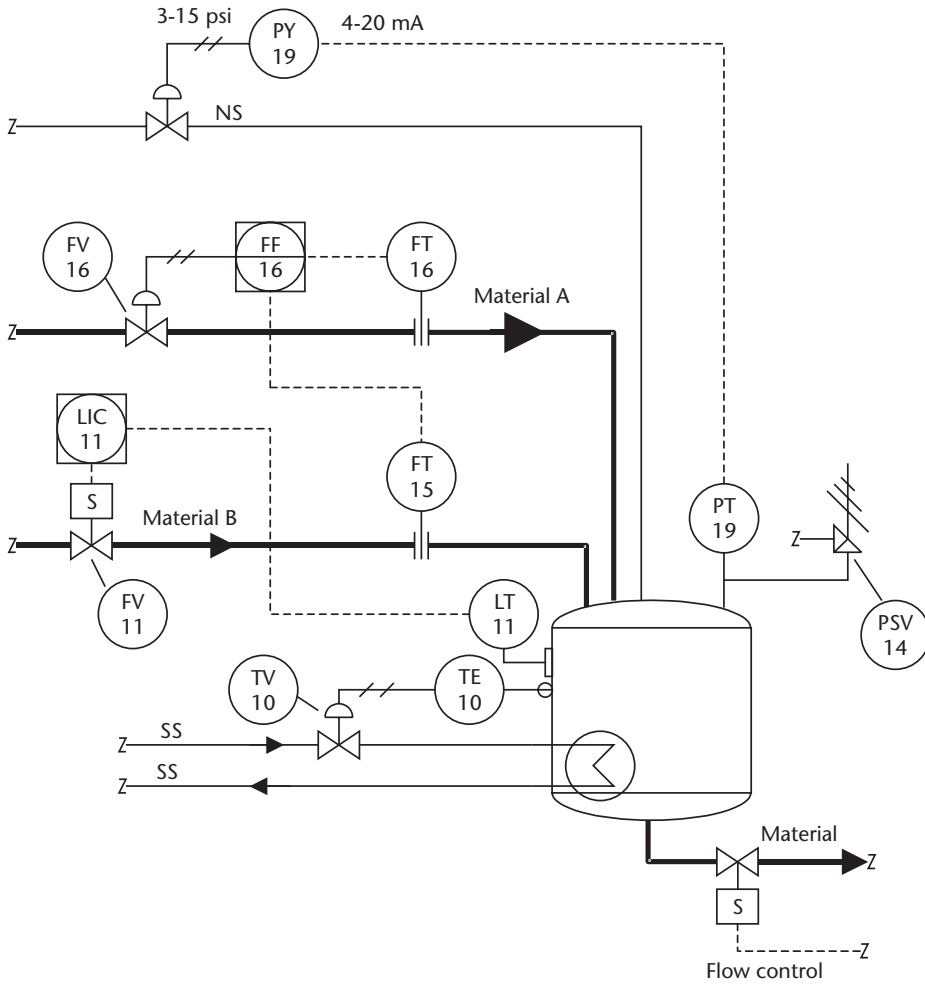 3-15 psi
PY
19
4-20 mA
NS
FV
16
FF
16
FT
16
Material A
LIC
11
S
Material B
FT
15
FV
11
LT
11
PT
19
PSV
14
TV
10
TE
10
SS
SS
Material
S
Flow control